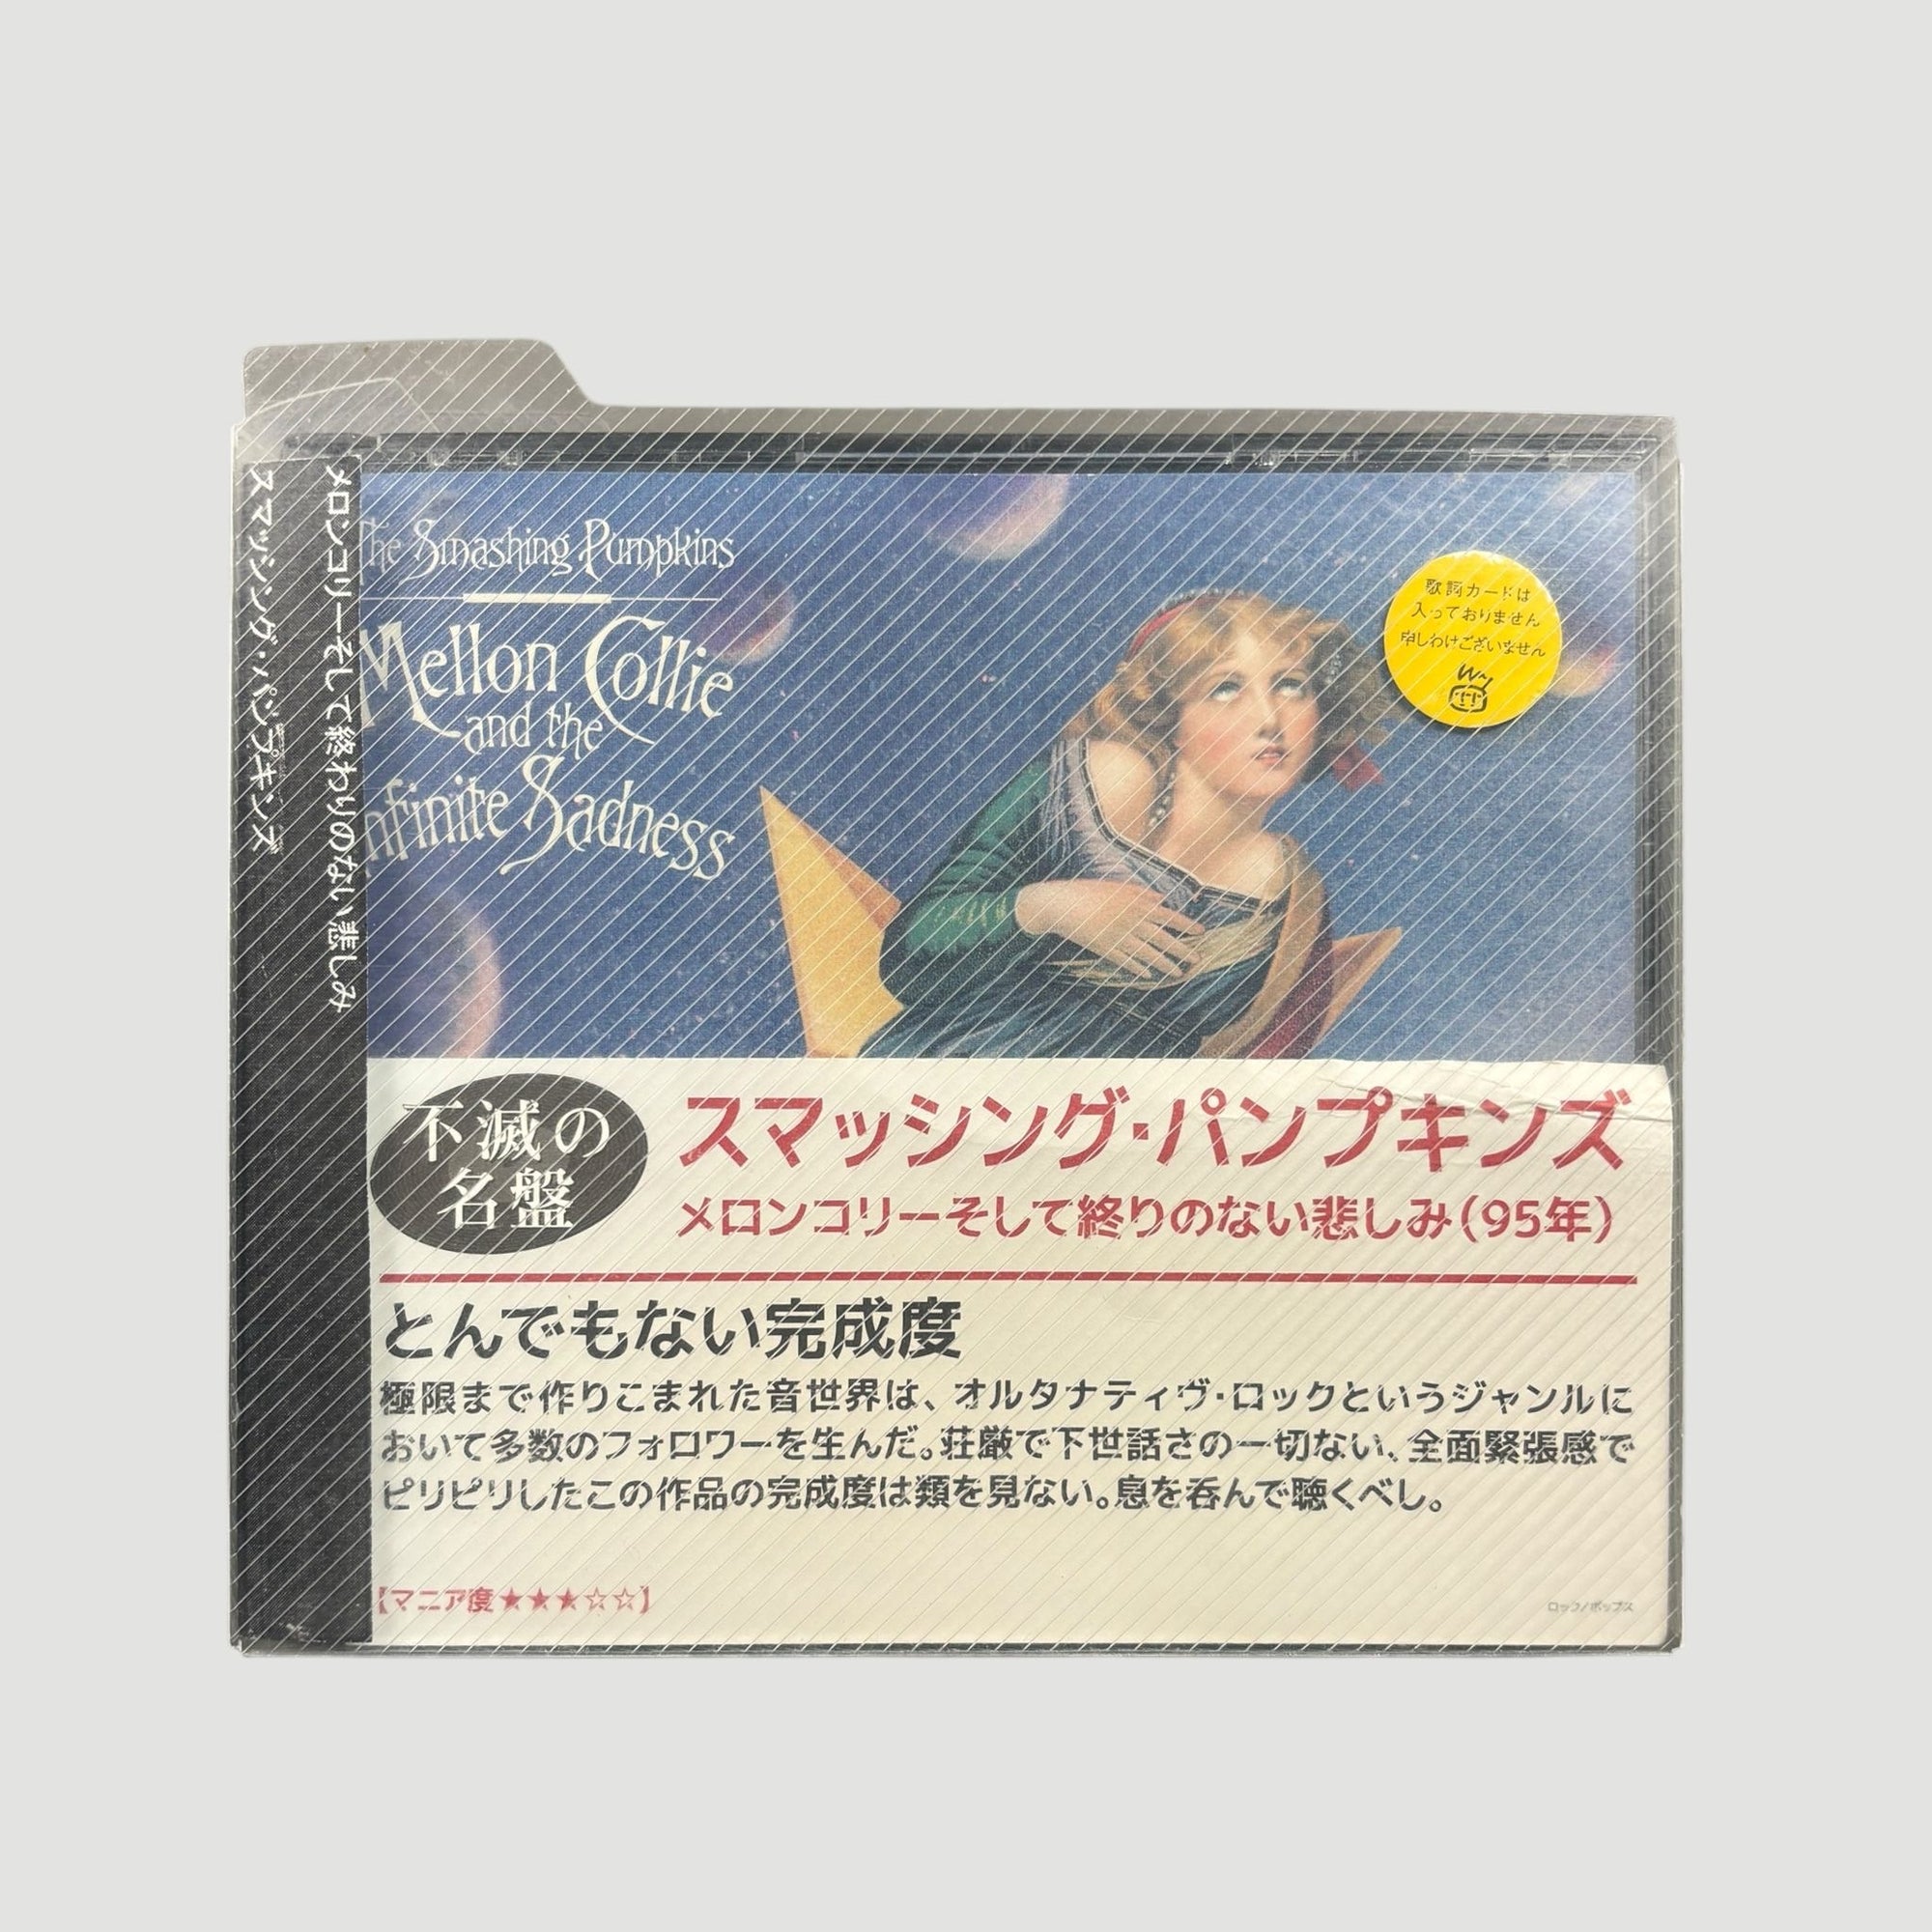 スマッシング・パンプキンズ
メロンコリーそして終わりのない悲しみ
The Smashing Pumpkins
Mellon Collie
and the
nfinite Sadness
歌詞カードは
入っておりません
申しわけございません
不滅の
名盤
スマッシング・パンプキンズ
メロンコリーそして終りのない悲しみ(95年)
とんでもない完成度
極限まで作りこまれた音世界は、オルタナティヴ・ロックというジャンルに
おいて多数のフォロワーを生んだ。荘厳で下世話さの一切ない、全面緊張感で
ピリピリしたこの作品の完成度は類を見ない。息を呑んで聴くべし。
【マニア度★★★☆☆】
ロック/ポップス